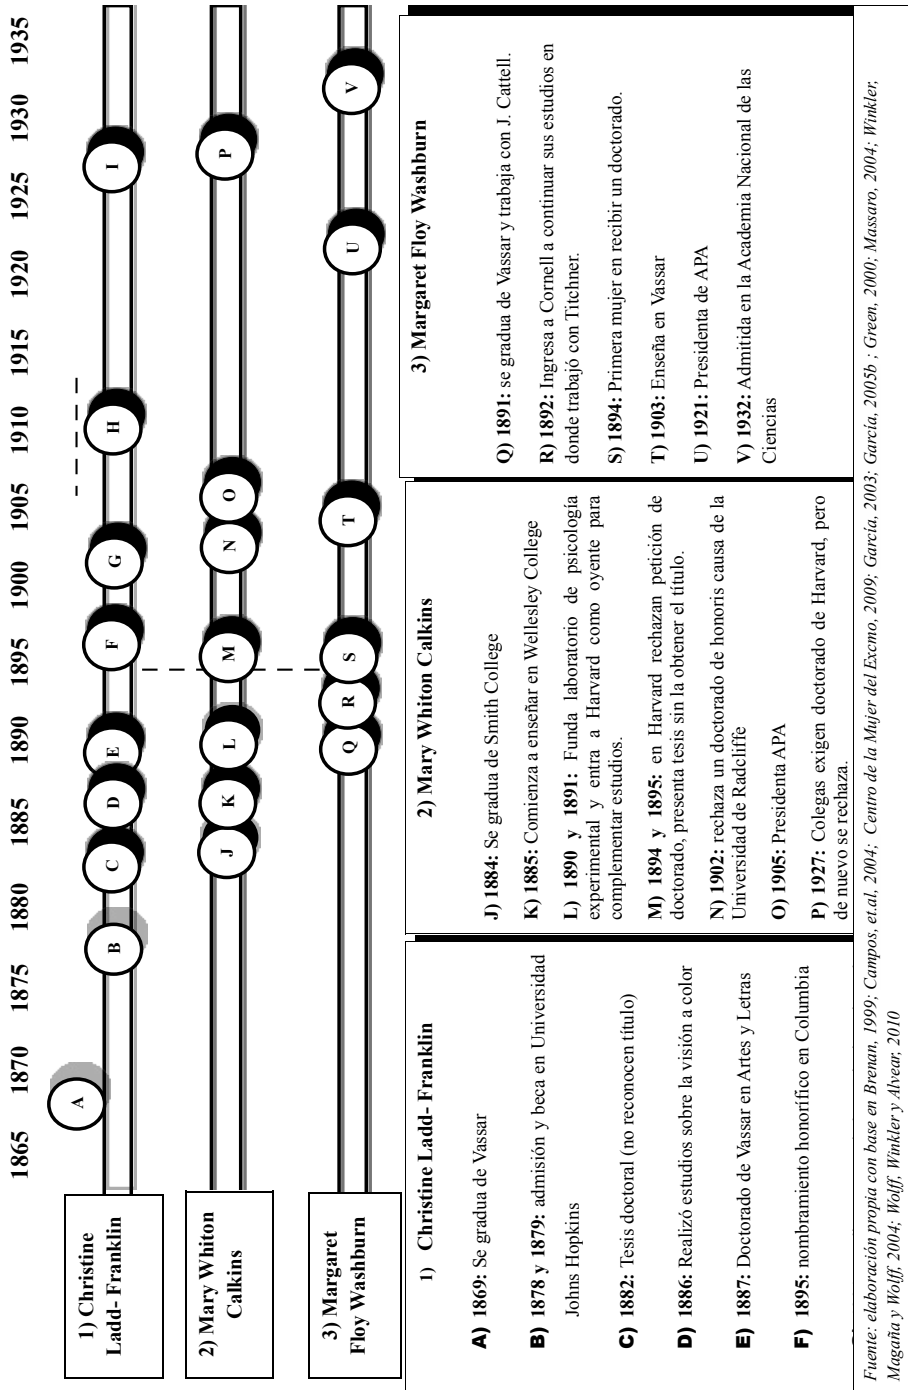 1865 1870 1875 1880 1885 1890 1895 1900 1905 1910 1915 1920 1925 1930 1935
1) Christine
Ladd- Franklin
A B C D E F G H I
2) Mary Whiton
Calkins
J K L M N O P
3) Margaret
Floy Washburn
Q R S T U V
1) Christine Ladd- Franklin
A) 1869: Se gradua de Vassar
B) 1878 y 1879: admisión y beca en Universidad
Johns Hopkins
C) 1882: Tesis doctoral (no reconocen título)
D) 1886: Realizó estudios sobre la visión a color
E) 1887: Doctorado de Vassar en Artes y Letras
F) 1895: nombramiento honorífico en Columbia
2) Mary Whiton Calkins
J) 1884: Se gradua de Smith College
K) 1885: Comienza a enseñar en Wellesley College
L) 1890 y 1891: Funda laboratorio de psicología
experimental y entra a Harvard como oyente para
complementar estudios.
M) 1894 y 1895: en Harvard rechazan petición de
doctorado, presenta tesis sin la obtener el título.
N) 1902: rechaza un doctorado de honoris causa de la
Universidad de Radcliffe
O) 1905: Presidenta APA
P) 1927: Colegas exigen doctorado de Harvard, pero
de nuevo se rechaza.
3) Margaret Floy Washburn
Q) 1891: se gradua de Vassar y trabaja con J. Cattell.
R) 1892: Ingresa a Cornell a continuar sus estudios en
donde trabajó con Titchner.
S) 1894: Primera mujer en recibir un doctorado.
T) 1903: Enseña en Vassar
U) 1921: Presidenta de APA
V) 1932: Admitida en la Academia Nacional de las
Ciencias
Fuente: elaboración propia con base en Brenan, 1999; Campos, et.al, 2004; Centro de la Mujer del Excmo, 2009; García, 2003; García, 2005b ; Green, 2000; Massaro, 2004; Winkler,
Magaña y Wolff, 2004; Wolff, Winkler y Alvear, 2010